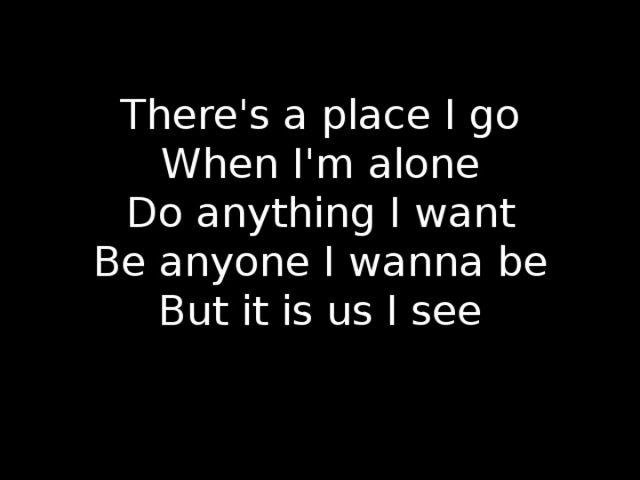 There's a place I go
When I'm alone
Do anything I want
Be anyone I wanna be
But it is us I see